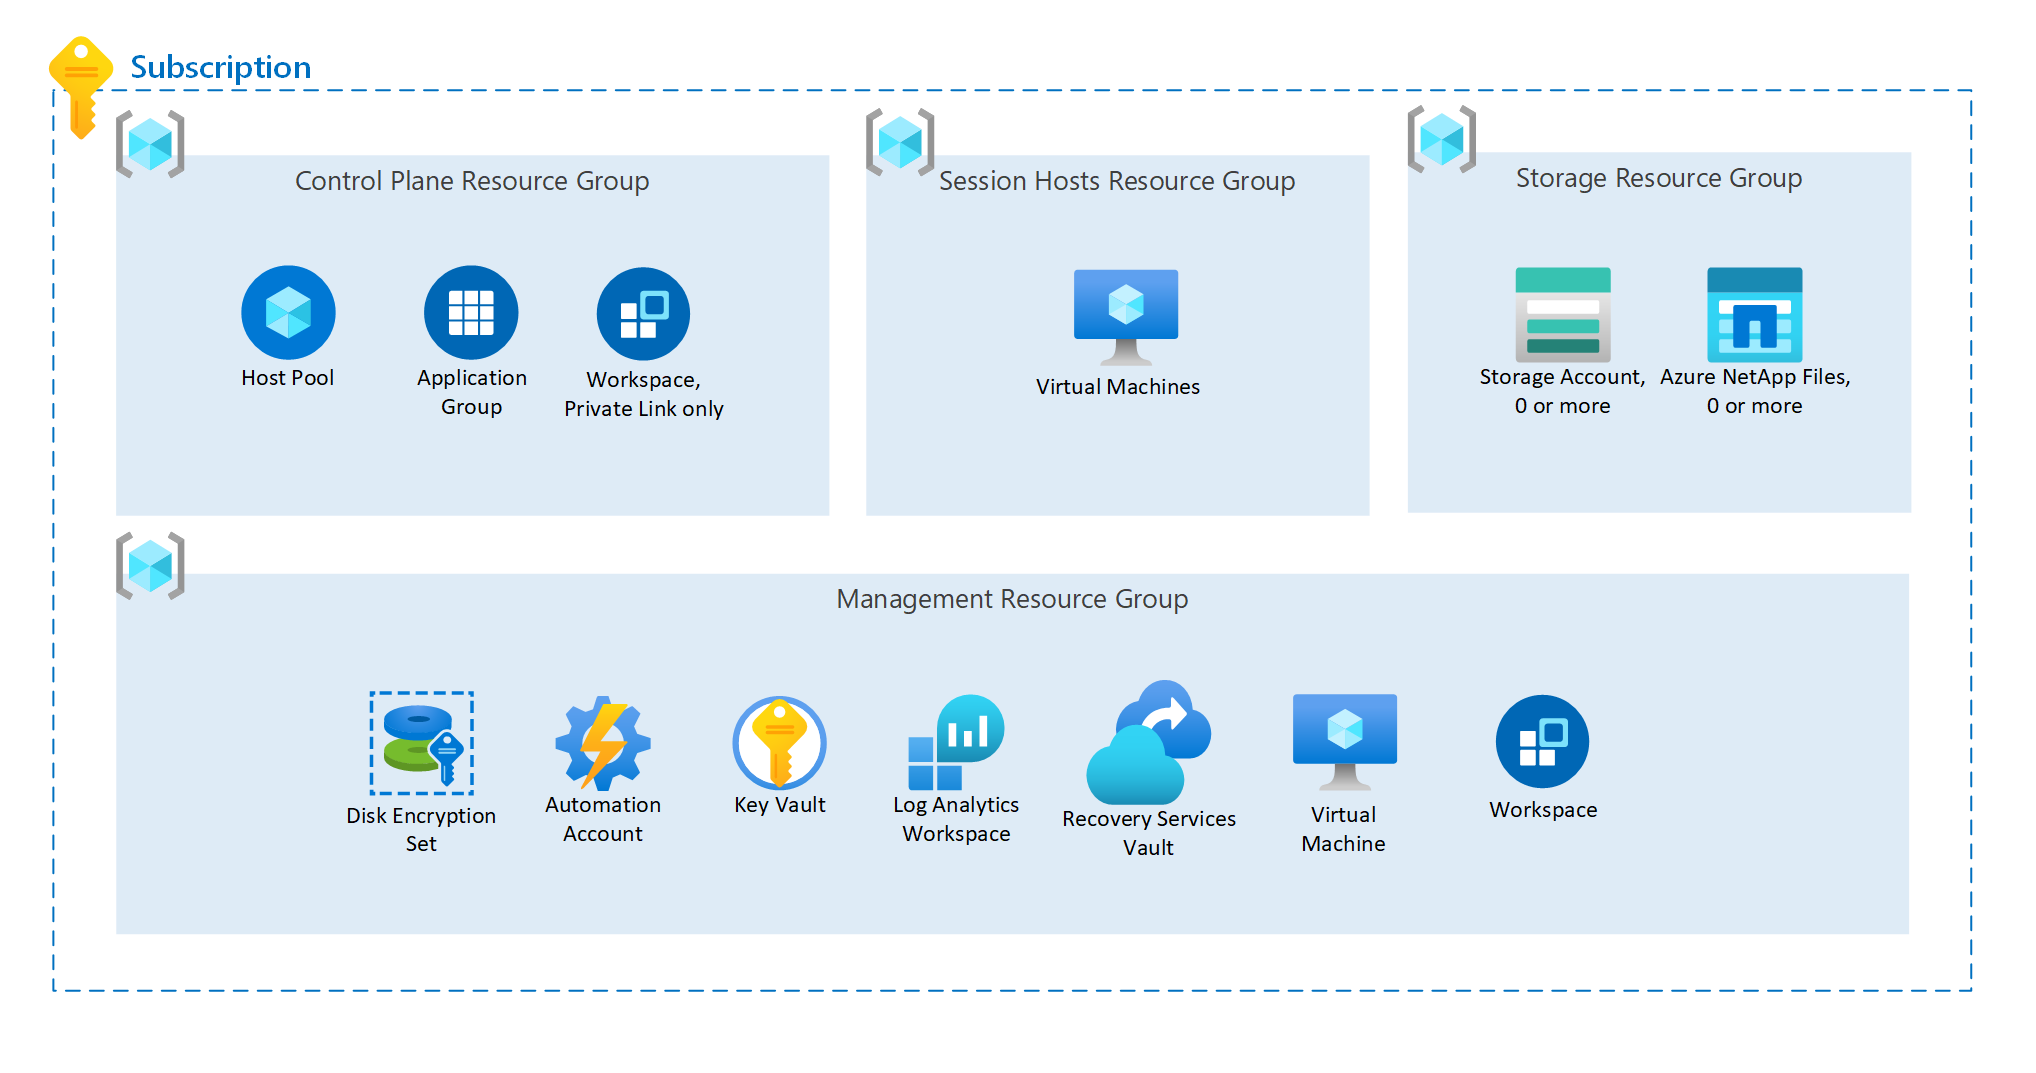 Subscription
Control Plane Resource Group
Session Hosts Resource Group
Storage Resource Group
Host Pool
Application
Group
Workspace,
Private Link only
Virtual Machines
Storage Account,
0 or more
Azure NetApp Files,
0 or more
Management Resource Group
Disk Encryption
Set
Automation
Account
Key Vault
Log Analytics
Workspace
Recovery Services
Vault
Virtual
Machine
Workspace